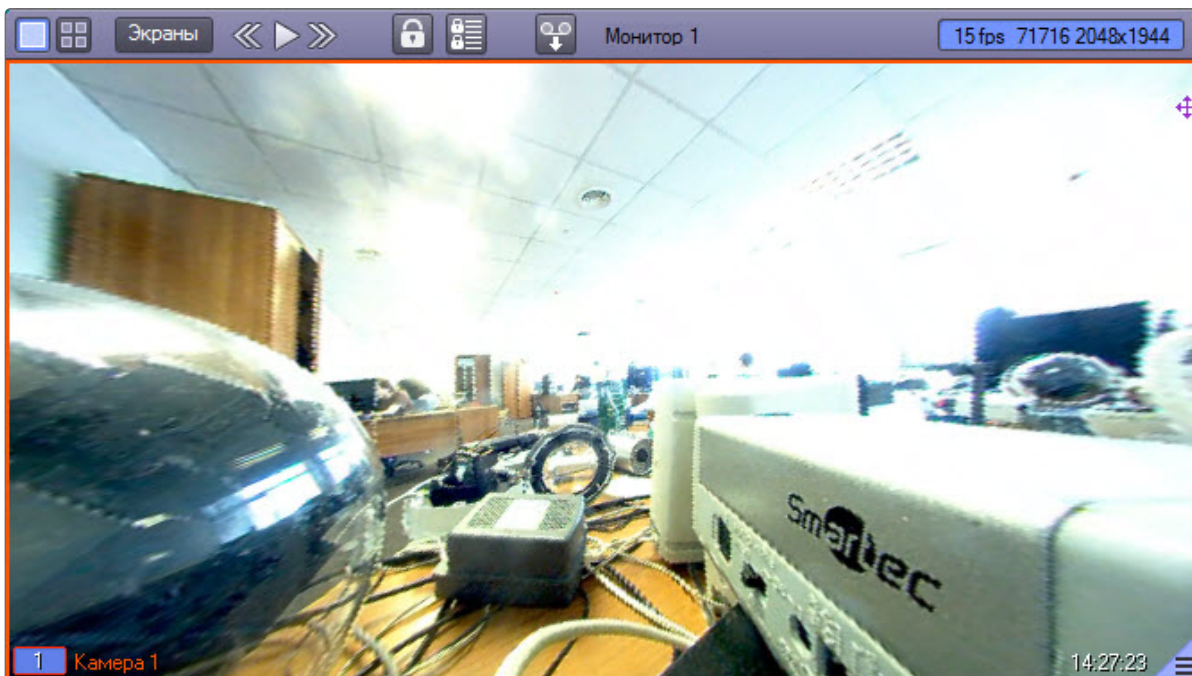 Экраны
Монитор 1
15 fps 71716 2048x1944
Smartec
1
Камера 1
14:27:23